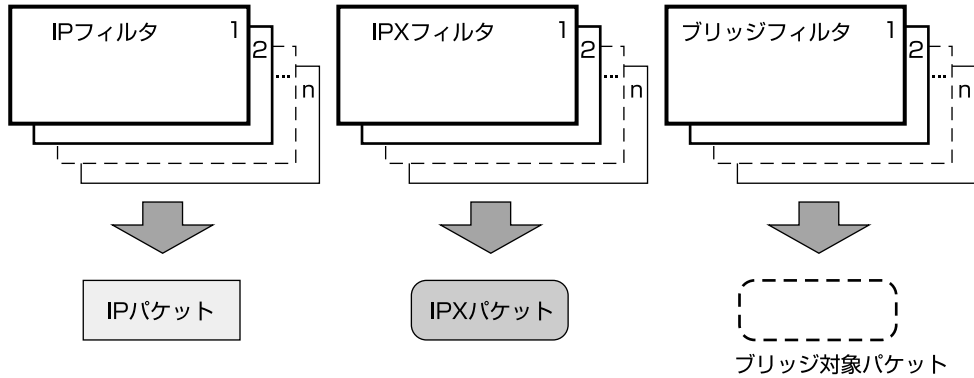 IPフィルタ 1
2
...
n
IPXフィルタ 1
2
...
n
ブリッジフィルタ 1
2
...
n
IPパケット
IPXパケット
ブリッジ対象パケット